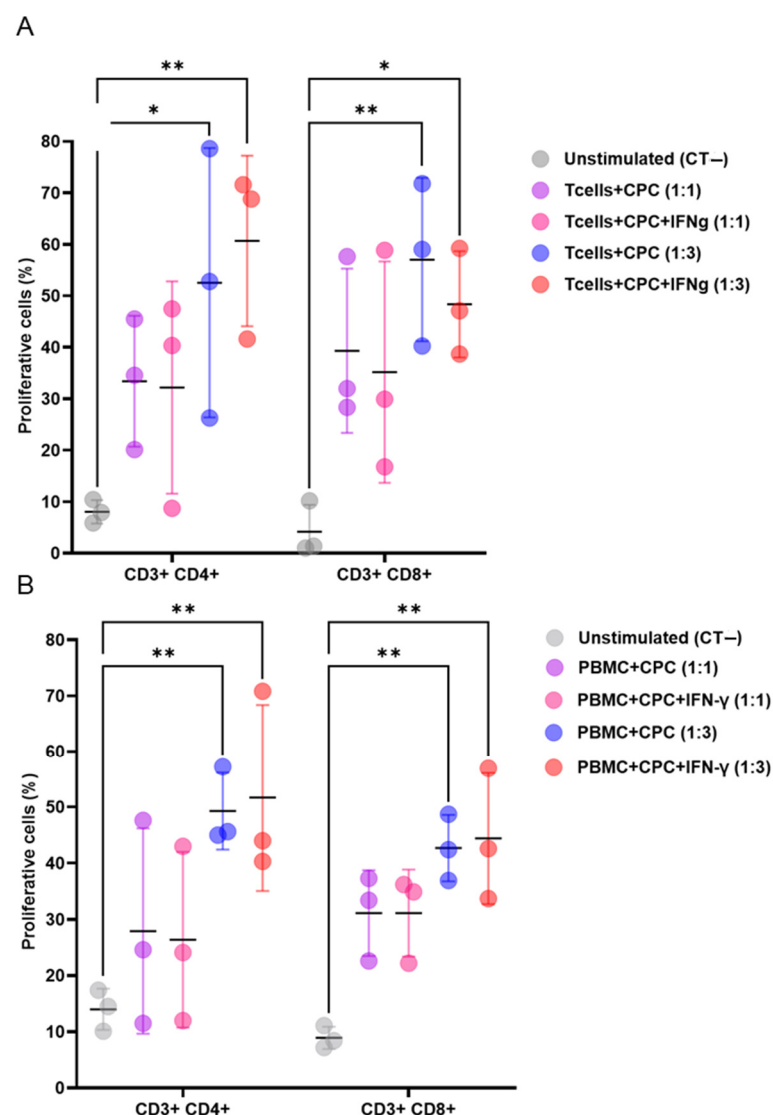 A
** *
* **
80
70
60
50
40
30
20
10
0
Proliferative cells (%)
CD3+ CD4+ CD3+ CD8+
Unstimulated (CT—)
Tcells+CPC (1:1)
Tcells+CPC+IFNg (1:1)
Tcells+CPC (1:3)
Tcells+CPC+IFNg (1:3)
B
** **
** **
80
70
60
50
40
30
20
10
0
Proliferative cells (%)
CD3+ CD4+ CD3+ CD8+
Unstimulated (CT—)
PBMC+CPC (1:1)
PBMC+CPC+IFN-γ (1:1)
PBMC+CPC (1:3)
PBMC+CPC+IFN-γ (1:3)